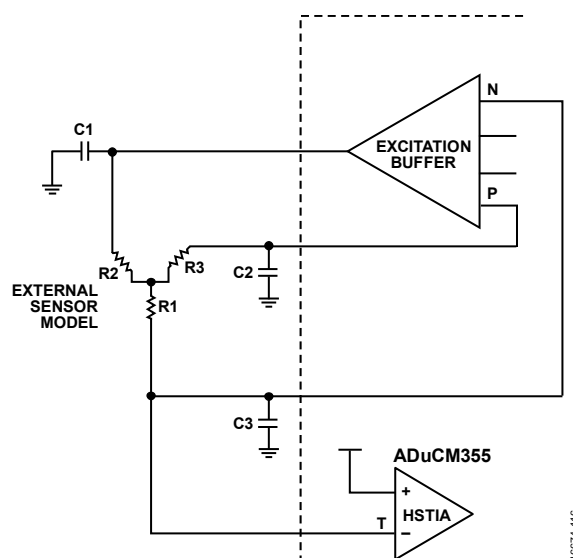 N
EXCITATION
BUFFER
P
C1
R2
R3
C2
EXTERNAL
SENSOR
MODEL
R1
C3
ADuCM355
+
HSTIA
T
−